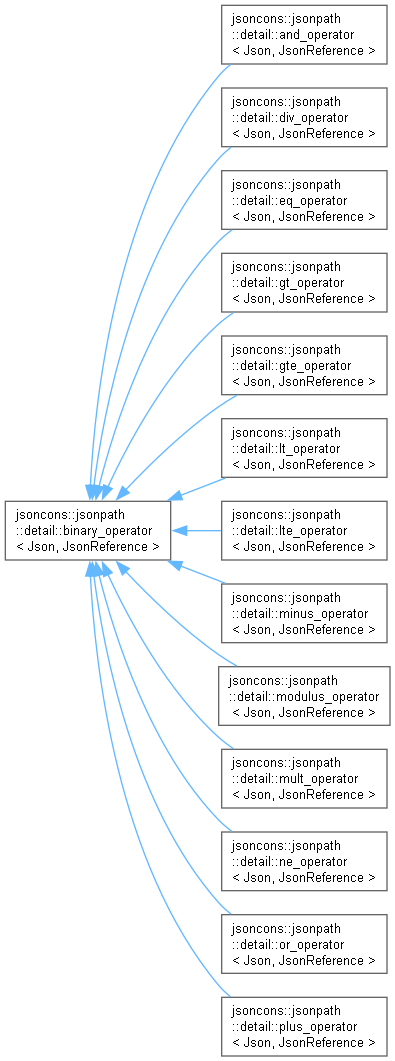 jsoncons::jsonpath
::detail::and_operator
< Json, JsonReference >
jsoncons::jsonpath
::detail::div_operator
< Json, JsonReference >
jsoncons::jsonpath
::detail::eq_operator
< Json, JsonReference >
jsoncons::jsonpath
::detail::gt_operator
< Json, JsonReference >
jsoncons::jsonpath
::detail::gte_operator
< Json, JsonReference >
jsoncons::jsonpath
::detail::lt_operator
< Json, JsonReference >
jsoncons::jsonpath
::detail::binary_operator
< Json, JsonReference >
jsoncons::jsonpath
::detail::lte_operator
< Json, JsonReference >
jsoncons::jsonpath
::detail::minus_operator
< Json, JsonReference >
jsoncons::jsonpath
::detail::modulus_operator
< Json, JsonReference >
jsoncons::jsonpath
::detail::mult_operator
< Json, JsonReference >
jsoncons::jsonpath
::detail::ne_operator
< Json, JsonReference >
jsoncons::jsonpath
::detail::or_operator
< Json, JsonReference >
jsoncons::jsonpath
::detail::plus_operator
< Json, JsonReference >